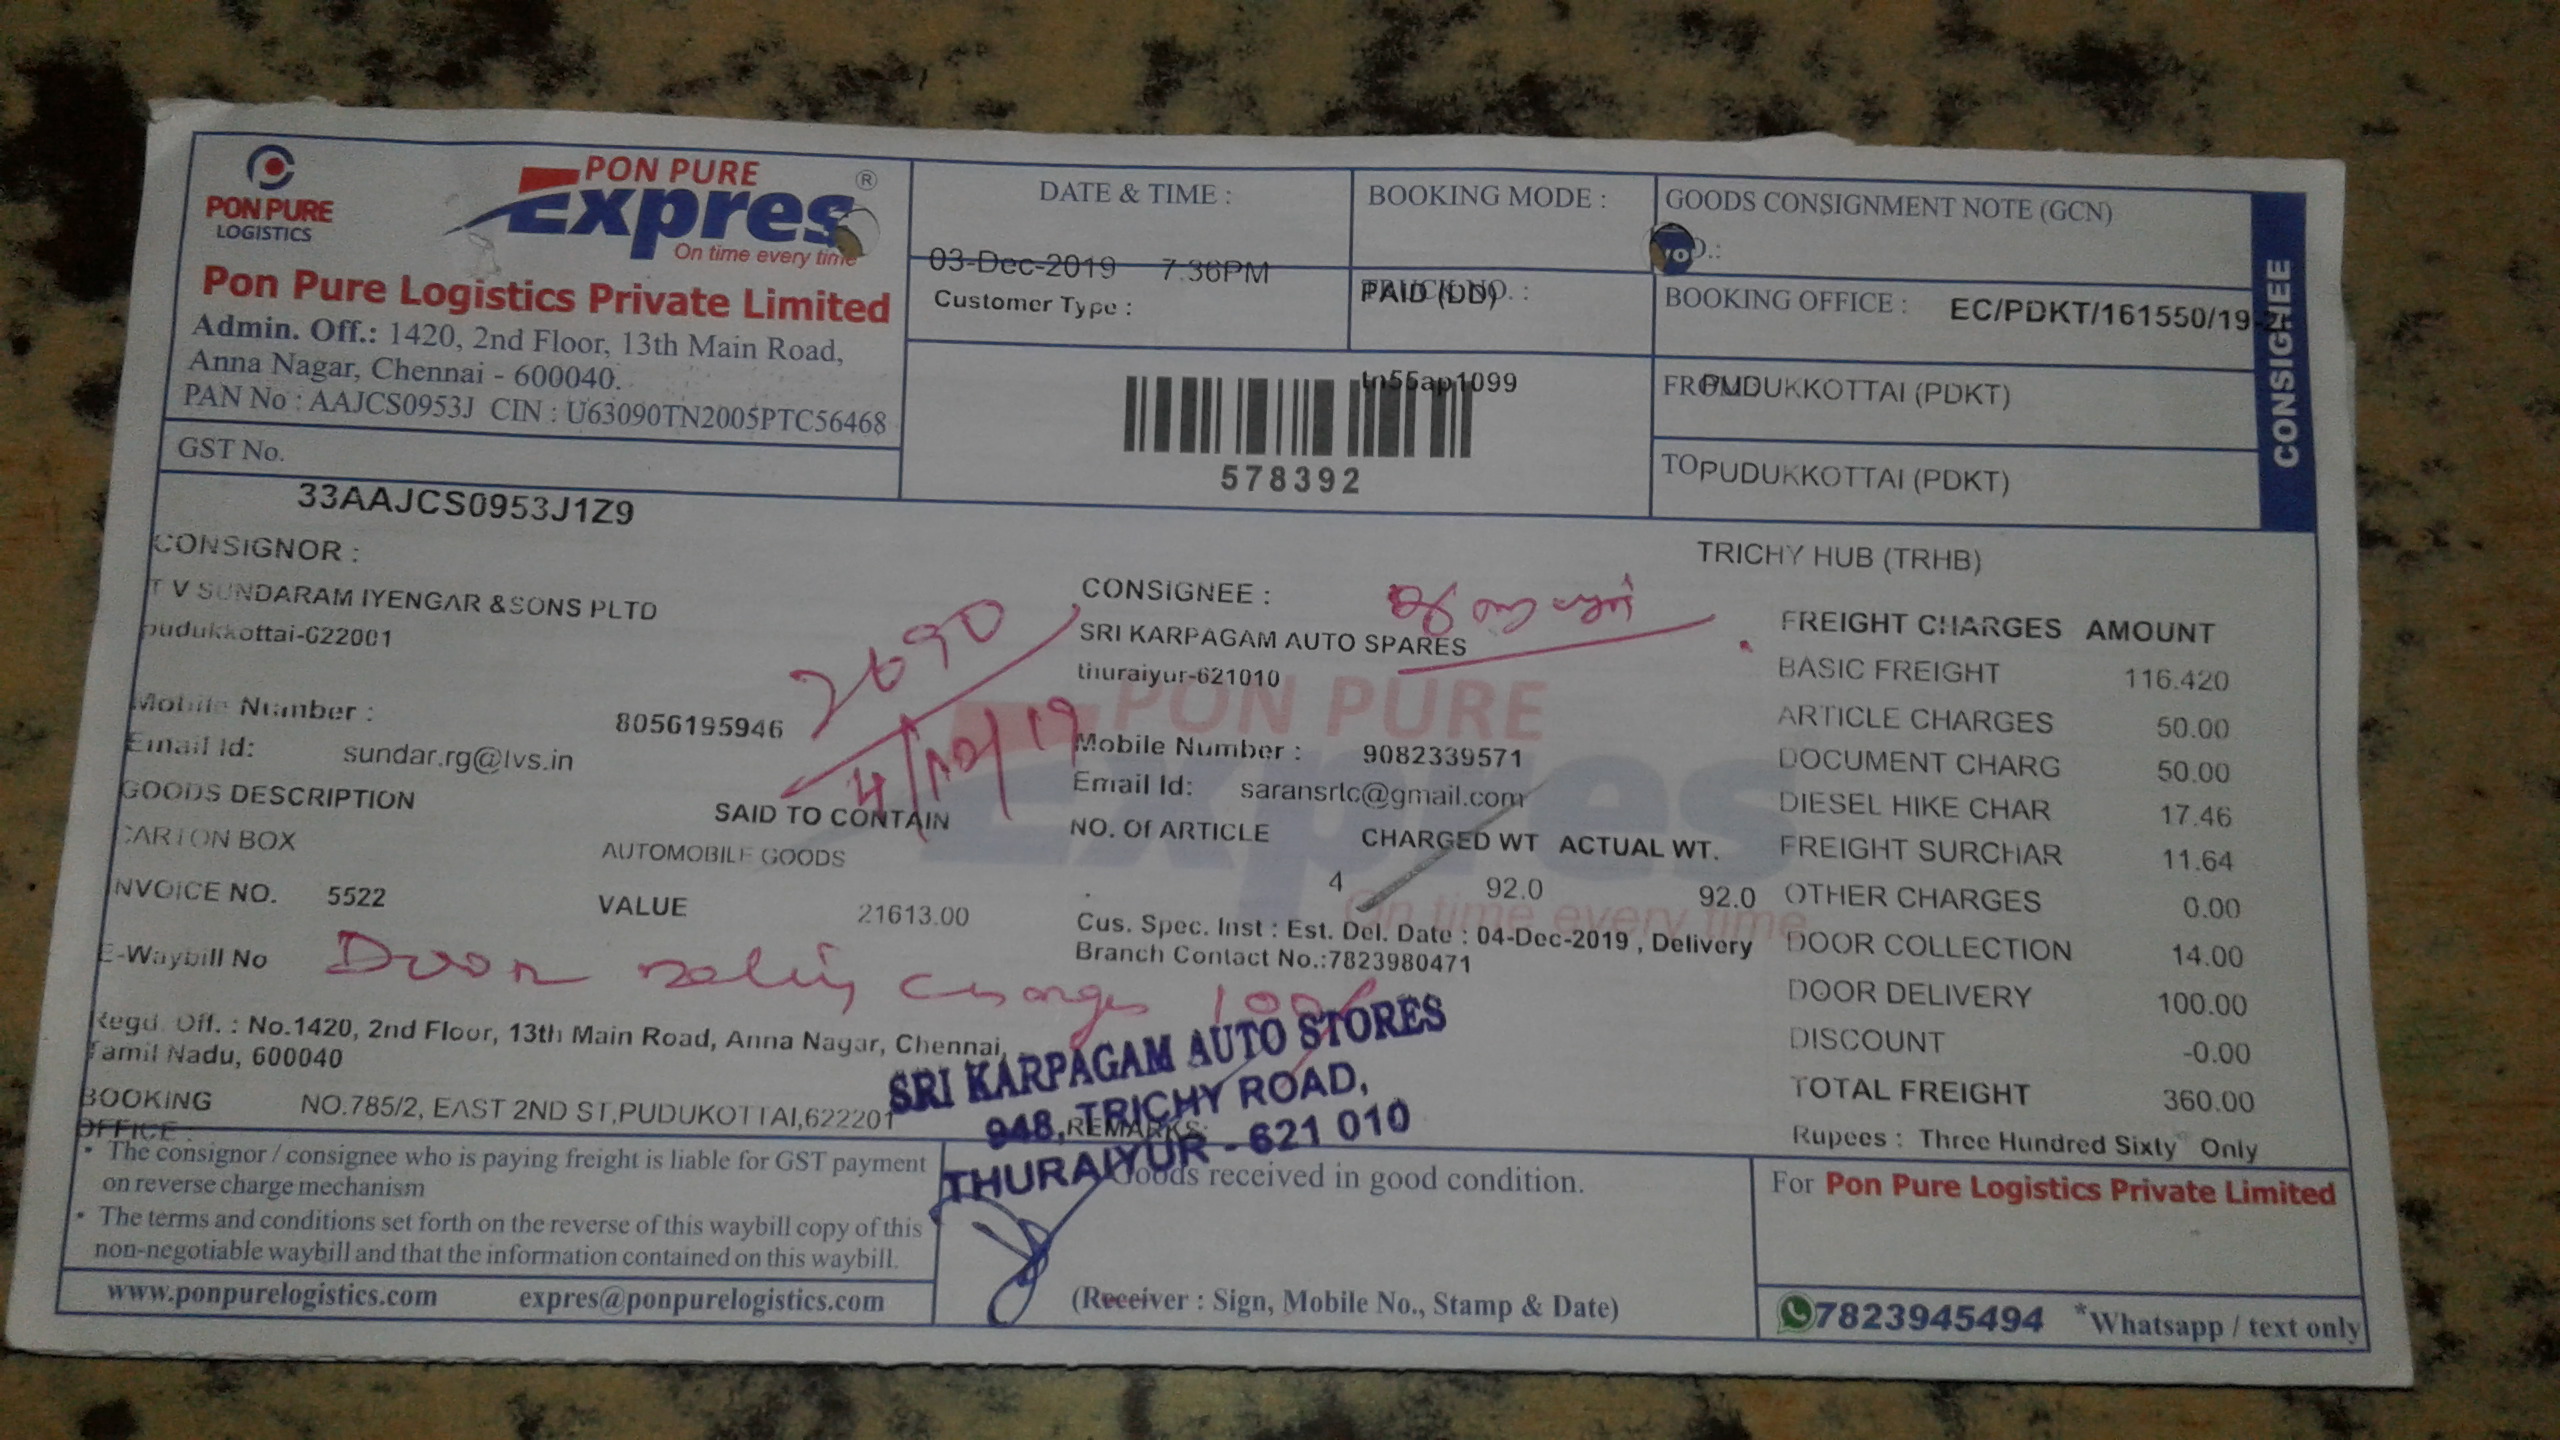 PON PURE
LOGISTICS
PON PURE
Expres ®
On time every time
Pon Pure Logistics Private Limited
Admin. Off.: 1420, 2nd Floor, 13th Main Road,
Anna Nagar, Chennai - 600040.
PAN No : AAJCS0953J CIN : U63090TN2005PTC56468
GST No.
33AAJCS0953J1Z9
DATE & TIME :
03-Dec-2019 7.36PM
Customer Type :
BOOKING MODE :
PAID (DD)
tn55ap1099
578392
GOODS CONSIGNMENT NOTE (GCN)
BOOKING OFFICE : EC/PDKT/161550/19-2
FROM PUDUKKOTTAI (PDKT)
TO PUDUKKOTTAI (PDKT)
TRICHY HUB (TRHB)
CONSIGNEE
CONSIGNOR :
T V SUNDARAM IYENGAR &SONS PLTD
pudukkottai-622001
Mobile Number : 8056195946
Email Id: sundar.rg@lvs.in
2690
4/12/19
CONSIGNEE :
SRI KARPAGAM AUTO SPARES
thuraiyur-621010
Mobile Number : 9082339571
Email Id: saransrlc@gmail.com
GOODS DESCRIPTION SAID TO CONTAIN
CARTON BOX AUTOMOBILE GOODS
INVOICE NO. 5522 VALUE 21613.00
E-Waybill No
Door charges 100/-
NO. Of ARTICLE CHARGED WT ACTUAL WT.
4 92.0 92.0
Cus. Spec. Inst : Est. Del. Date : 04-Dec-2019 , Delivery
Branch Contact No.:7823980471
PON PURE
Expres
On time every time
FREIGHT CHARGES AMOUNT
BASIC FREIGHT 116.420
ARTICLE CHARGES 50.00
DOCUMENT CHARG 50.00
DIESEL HIKE CHAR 17.46
FREIGHT SURCHAR 11.64
OTHER CHARGES 0.00
DOOR COLLECTION 14.00
DOOR DELIVERY 100.00
DISCOUNT -0.00
TOTAL FREIGHT 360.00
Rupees : Three Hundred Sixty Only
Regd. Off. : No.1420, 2nd Floor, 13th Main Road, Anna Nagar, Chennai,
Tamil Nadu, 600040
BOOKING NO.785/2, EAST 2ND ST,PUDUKOTTAI,622201
OFFICE :
SRI KARPAGAM AUTO STORES
948, TRICHY ROAD,
THURAIYUR - 621 010
REMARKS:
Goods received in good condition.
(Receiver : Sign, Mobile No., Stamp & Date)
• The consignor / consignee who is paying freight is liable for GST payment
on reverse charge mechanism
• The terms and conditions set forth on the reverse of this waybill copy of this
non-negotiable waybill and that the information contained on this waybill.
www.ponpurelogistics.com expres@ponpurelogistics.com
For Pon Pure Logistics Private Limited
7823945494 *Whatsapp / text only